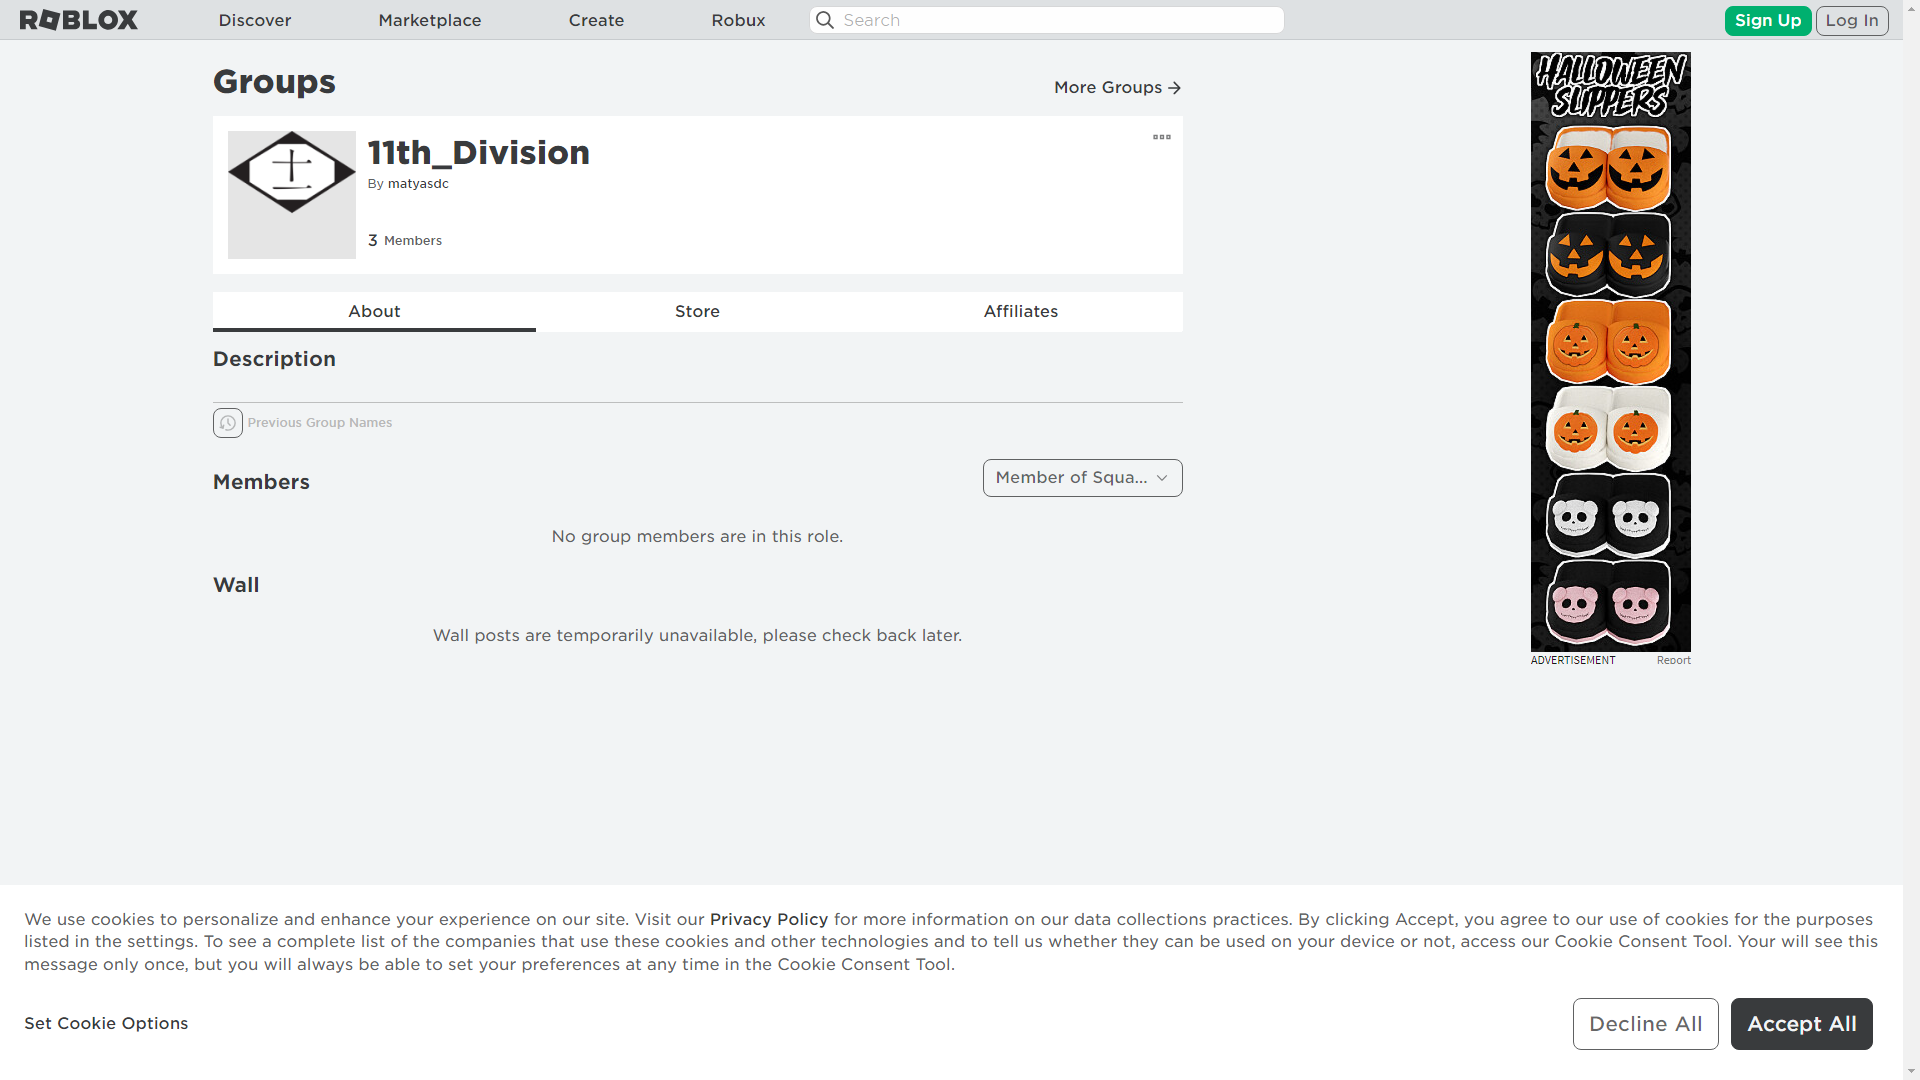 ROBLOX
Discover
Marketplace
Create
Robux
Search
Sign Up
Log In
Groups
More Groups
十一
11th_Division
By matyasdc
3 Members
About
Store
Affiliates
Description
Previous Group Names
Members
Member of Squa...
No group members are in this role.
Wall
Wall posts are temporarily unavailable, please check back later.
HALLOWEEN
SLIPPERS
ADVERTISEMENT
Report
We use cookies to personalize and enhance your experience on our site. Visit our Privacy Policy for more information on our data collections practices. By clicking Accept, you agree to our use of cookies for the purposes
listed in the settings. To see a complete list of the companies that use these cookies and other technologies and to tell us whether they can be used on your device or not, access our Cookie Consent Tool. Your will see this
message only once, but you will always be able to set your preferences at any time in the Cookie Consent Tool.
Set Cookie Options
Decline All
Accept All